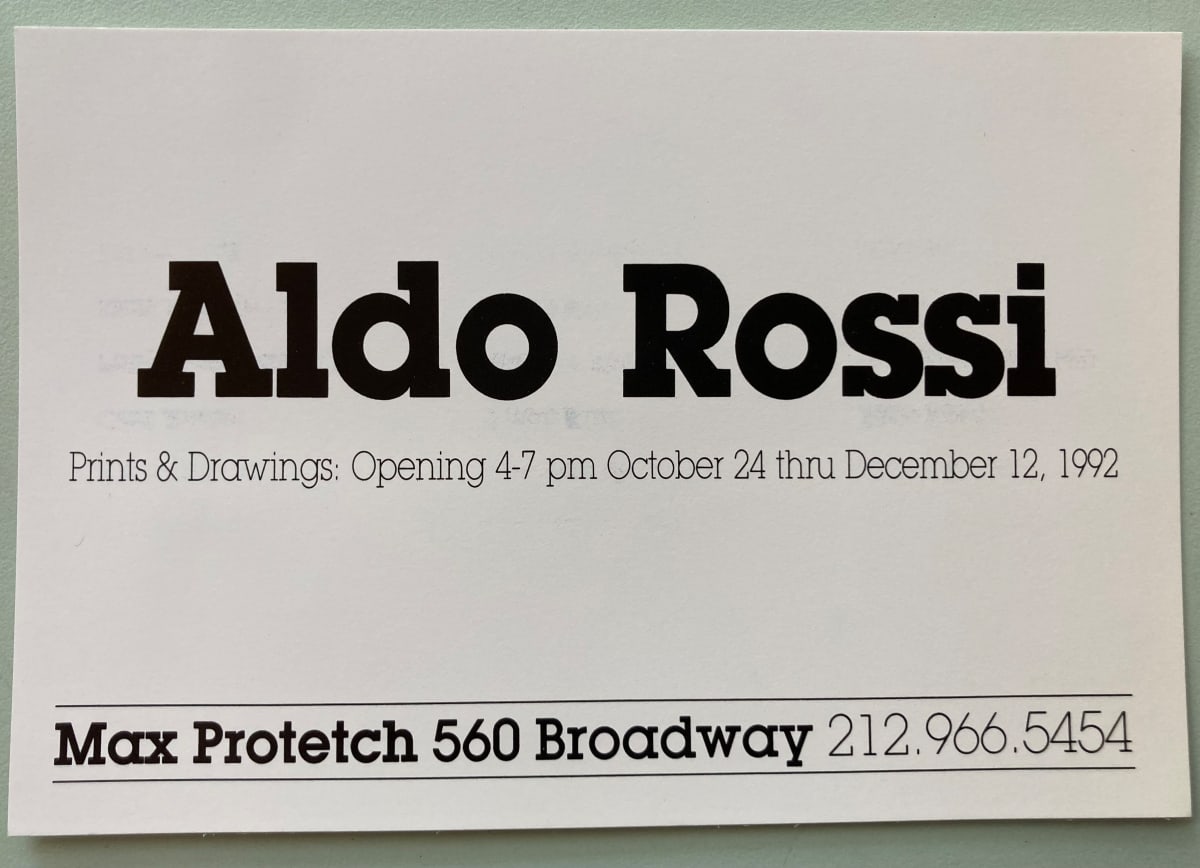 Aldo Rossi
Prints & Drawings: Opening 4-7 pm October 24 thru December 12, 1992
Max Protetch 560 Broadway 212.966.5454